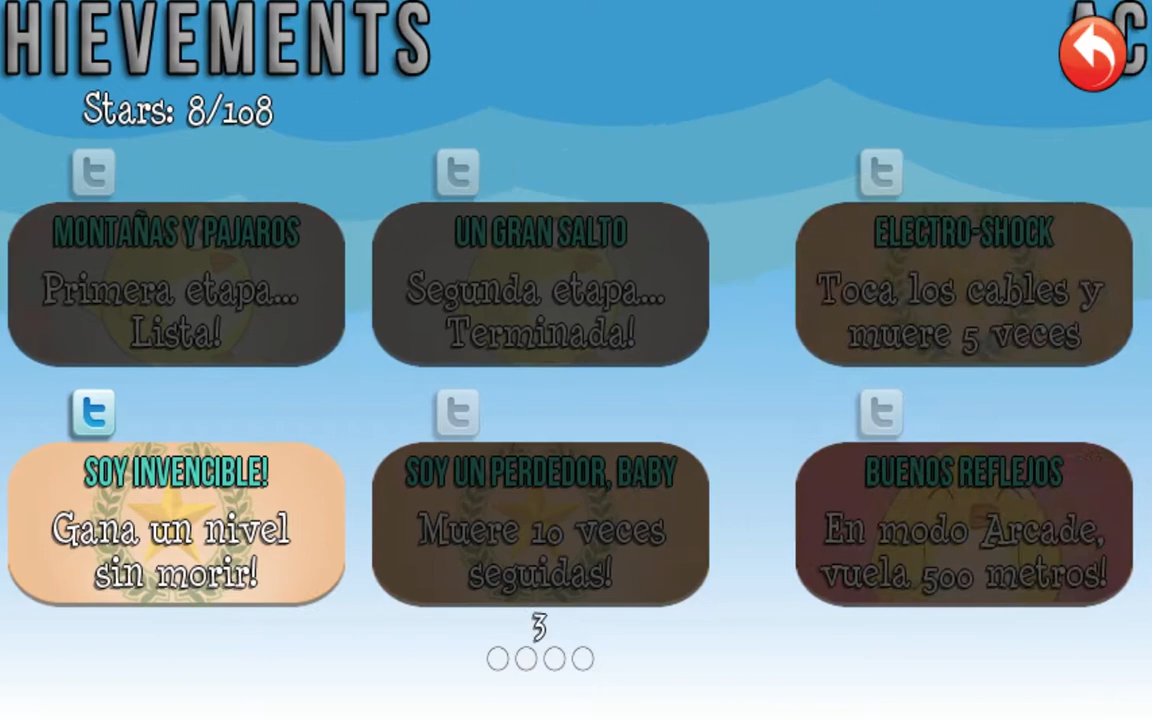 HIEVEMENTS
AC
Stars: 8/108
MONTAÑAS Y PAJAROS
Primera etapa...
Lista!
UN GRAN SALTO
Segunda etapa...
Terminada!
ELECTRO-SHOCK
Toca los cables y
muere 5 veces
SOY INVENCIBLE!
Gana un nivel
sin morir!
SOY UN PERDEDOR, BABY
Muere 10 veces
seguidas!
BUENOS REFLEJOS
En modo Arcade,
vuela 500 metros!
3